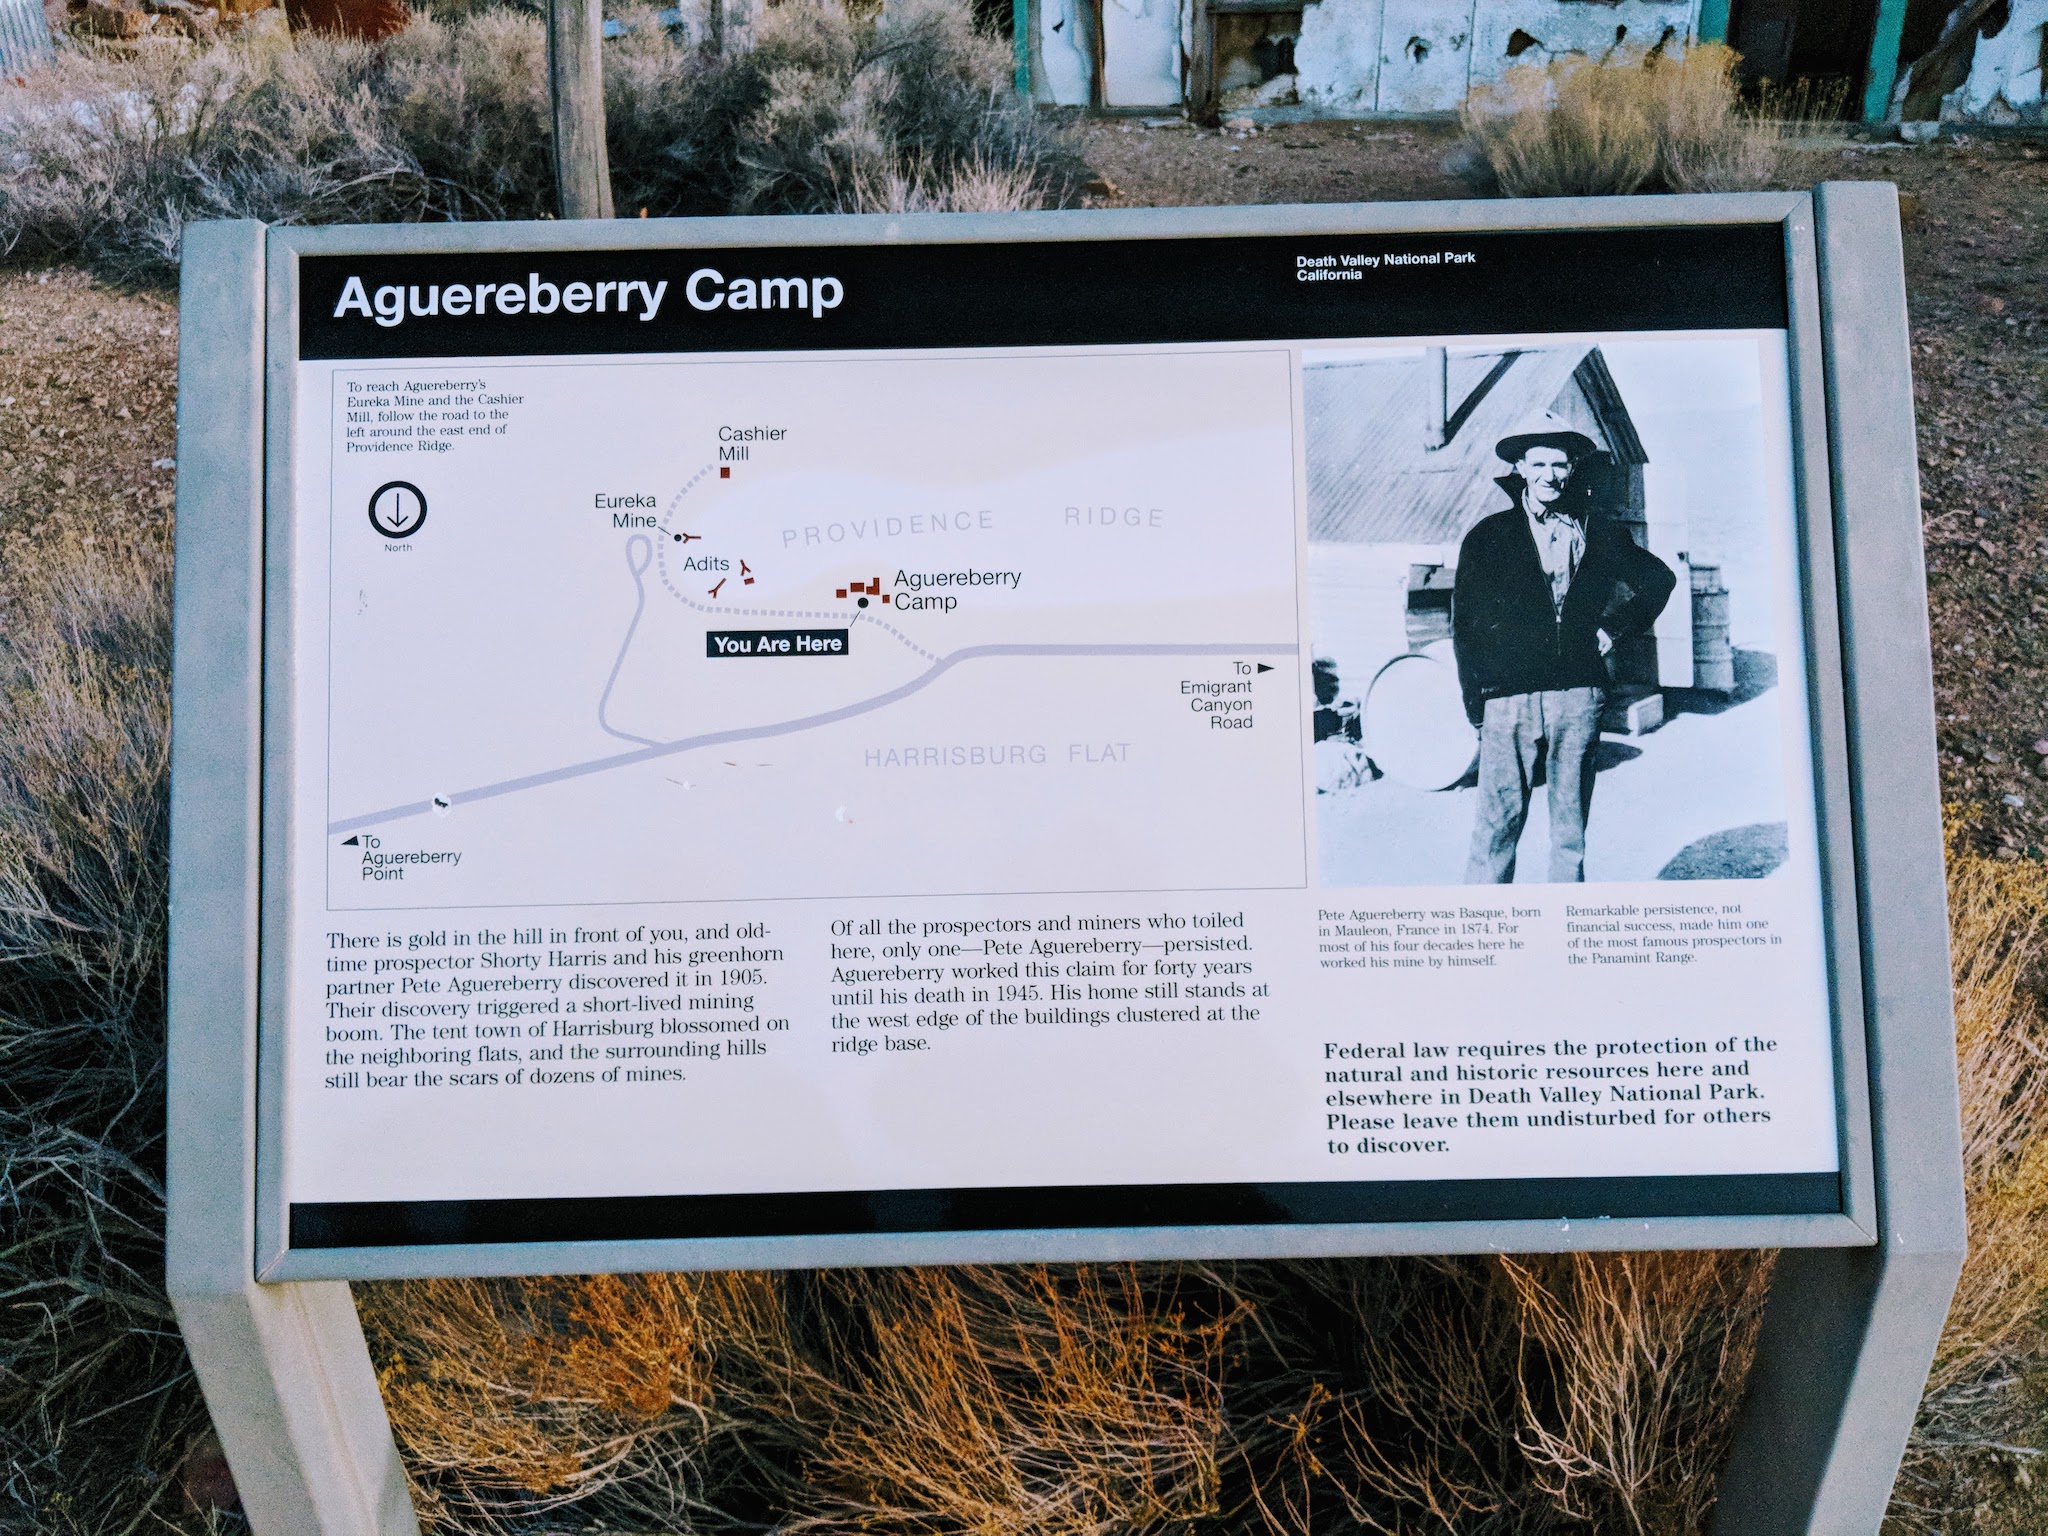 Aguereberry Camp
Death Valley National Park
California
To reach Aguereberry's
Eureka Mine and the Cashier
Mill, follow the road to the
left around the east end of
Providence Ridge.
North
Cashier
Mill
Eureka
Mine
Adits
PROVIDENCE RIDGE
Aguereberry
Camp
You Are Here
To
Emigrant
Canyon
Road
HARRISBURG FLAT
To
Aguereberry
Point
There is gold in the hill in front of you, and old-
time prospector Shorty Harris and his greenhorn
partner Pete Aguereberry discovered it in 1905.
Their discovery triggered a short-lived mining
boom. The tent town of Harrisburg blossomed on
the neighboring flats, and the surrounding hills
still bear the scars of dozens of mines.
Of all the prospectors and miners who toiled
here, only one—Pete Aguereberry—persisted.
Aguereberry worked this claim for forty years
until his death in 1945. His home still stands at
the west edge of the buildings clustered at the
ridge base.
Pete Aguereberry was Basque, born
in Mauleon, France in 1874. For
most of his four decades here he
worked his mine by himself.
Remarkable persistence, not
financial success, made him one
of the most famous prospectors in
the Panamint Range.
Federal law requires the protection of the
natural and historic resources here and
elsewhere in Death Valley National Park.
Please leave them undisturbed for others
to discover.